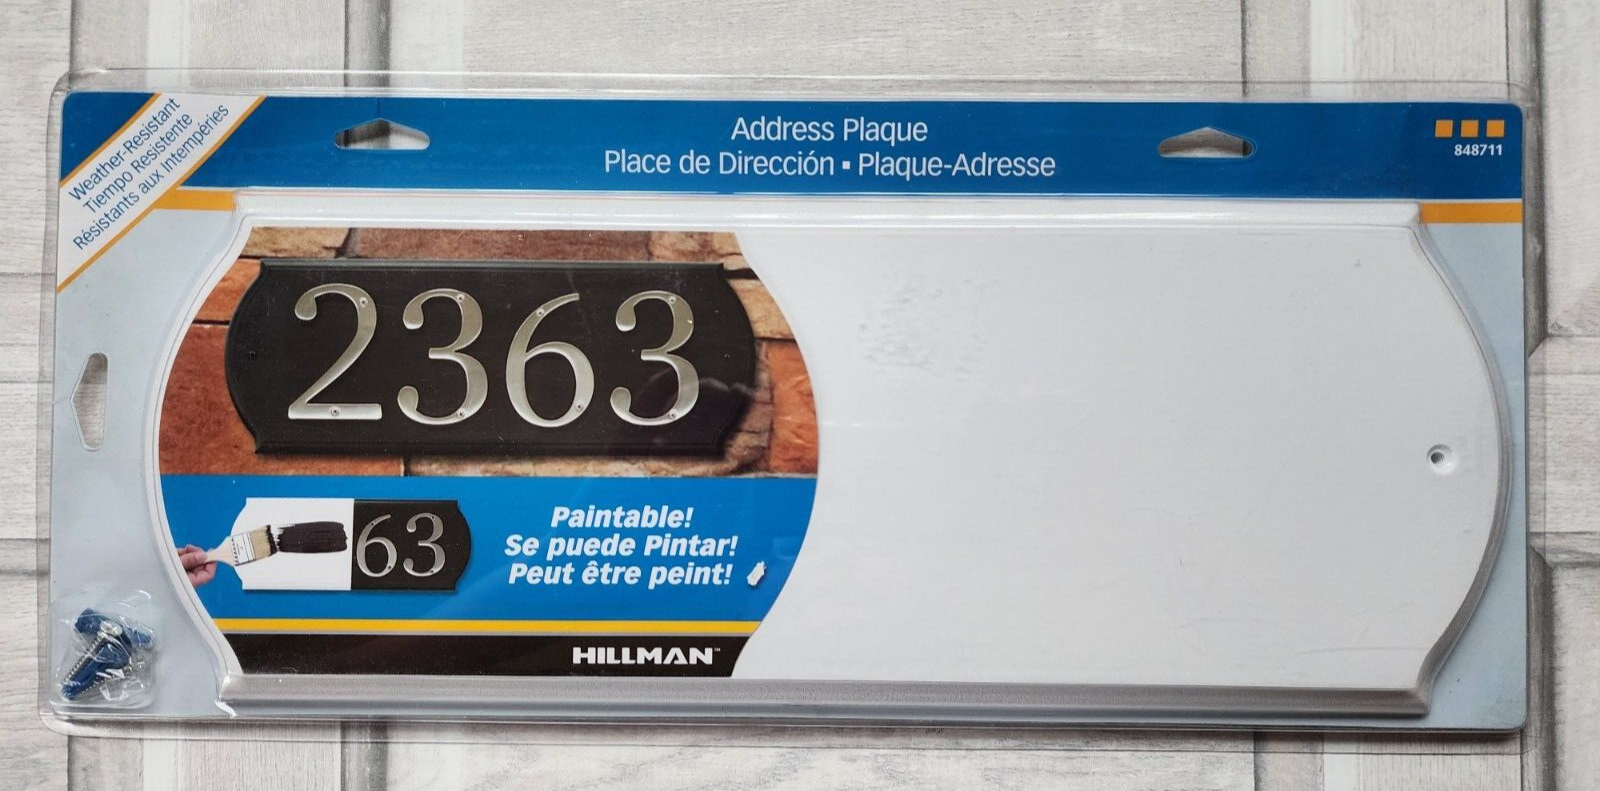 Weather-Resistant
Tiempo Resistente
Résistants aux Intempéries
Address Plaque
Place de Dirección ▪ Plaque-Adresse
848711
2363
63
Paintable!
Se puede Pintar!
Peut être peint!
HILLMAN™